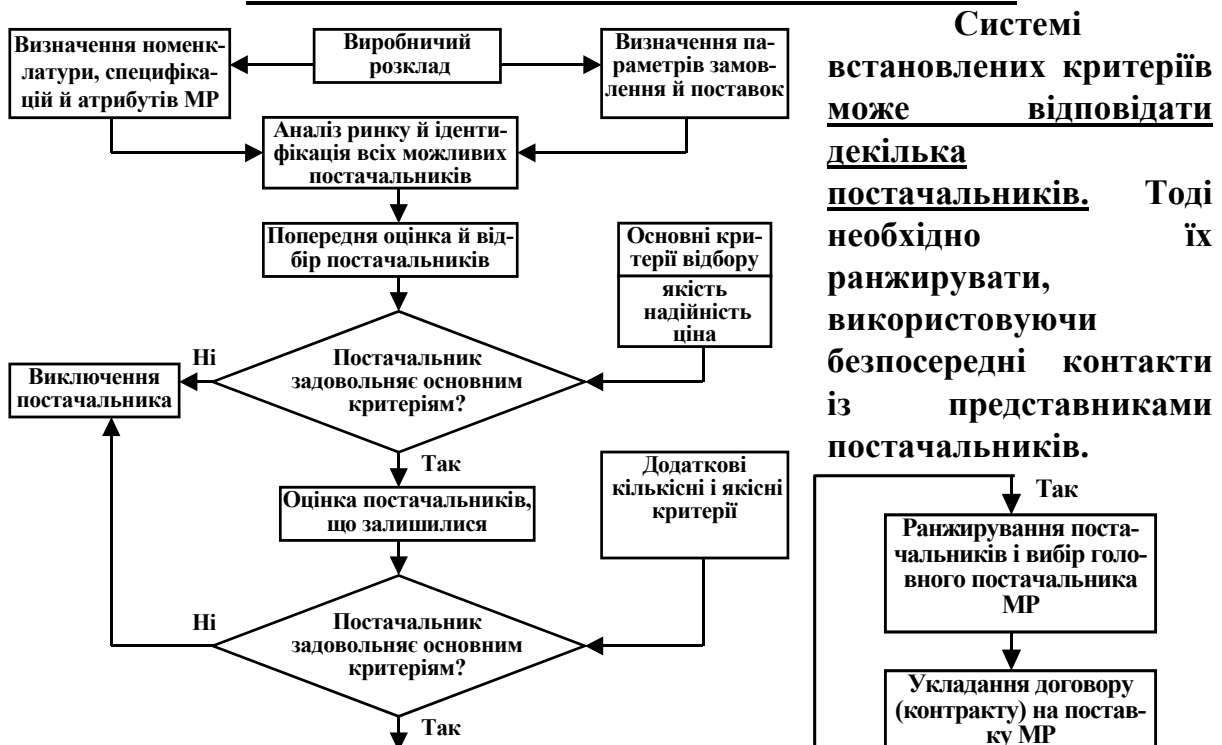 Визначення номенк-
латури, специфіка-
цій й атрибутів МР
Виробничий
розклад
Визначення па-
раметрів замов-
лення й поставок
Аналіз ринку й іденти-
фікація всіх можливих
постачальників
Попередня оцінка й від-
бір постачальників
Основні кри-
терії відбору
якість
надійність
ціна
Постачальник
задовольняє основним
критеріям?
Ні
Виключення
постачальника
Так
Оцінка постачальників,
що залишилися
Додаткові
кількісні і якісні
критерії
Постачальник
задовольняє основним
критеріям?
Ні
Так
Системі
встановлених критеріїв
може відповідати
декілька
постачальників. Тоді
необхідно їх
ранжирувати,
використовуючи
безпосередні контакти
із представниками
постачальників.
Так
Ранжирування поста-
чальників і вибір голо-
вного постачальника
МР
Укладання договору
(контракту) на постав-
ку МР